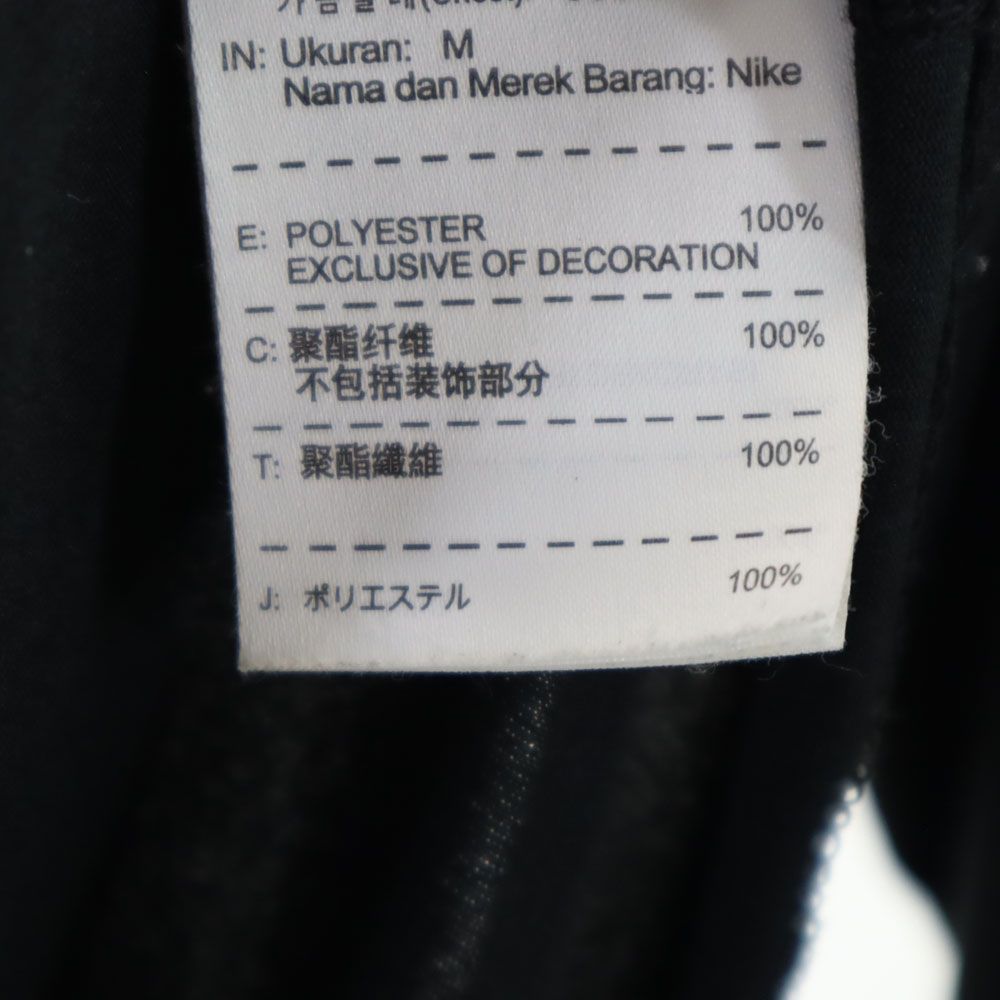 IN: Ukuran: M
Nama dan Merek Barang: Nike
E: POLYESTER 100%
EXCLUSIVE OF DECORATION
C: 聚酯纤维 100%
不包括装饰部分
T: 聚酯纖維 100%
J: ポリエステル 100%